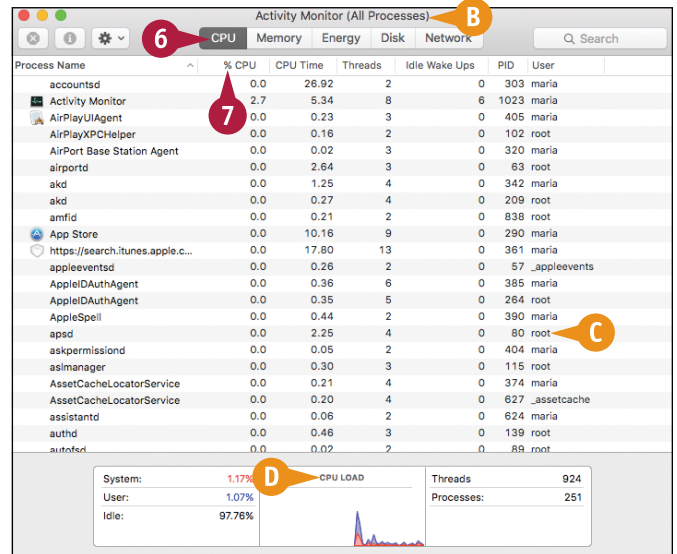 Activity Monitor (All Processes) B
6 CPU Memory Energy Disk Network Search
Process Name % CPU CPU Time Threads Idle Wake Ups PID User
7
accountsd 0.0 26.92 2 0 303 maria
Activity Monitor 2.7 5.34 8 6 1023 maria
AirPlayUIAgent 0.23 3 0 405 maria
AirPlayXPCHelper 0.16 2 0 102 root
AirPort Base Station Agent 0.0 0.02 3 0 320 maria
airportd 0.0 2.64 3 0 63 root
akd 0.0 1.25 4 0 342 maria
akd 0.0 0.27 4 0 209 root
amfid 0.0 0.21 2 0 838 root
App Store 0.0 10.16 9 0 290 maria
https://search.itunes.apple.c... 0.0 17.80 13 0 361 maria
appleeventsd 0.0 0.26 2 0 57 _appleevents
AppleIDAuthAgent 0.0 0.36 6 0 385 maria
AppleIDAuthAgent 0.0 0.35 5 0 264 root
AppleSpell 0.0 0.44 2 0 390 maria
apsd 0.0 2.25 4 0 80 root C
askpermissiond 0.0 0.05 2 0 404 maria
aslmanager 0.0 0.30 3 0 115 root
AssetCacheLocatorService 0.0 0.21 4 0 374 maria
AssetCacheLocatorService 0.0 0.20 4 0 627 _assetcache
assistantd 0.0 0.06 2 0 624 maria
authd 0.0 0.46 3 0 139 root
autofsd 0.0 0.02 2 0 89 root
System: 1.17% D CPU LOAD Threads 924
User: 1.07% Processes: 251
Idle: 97.76%